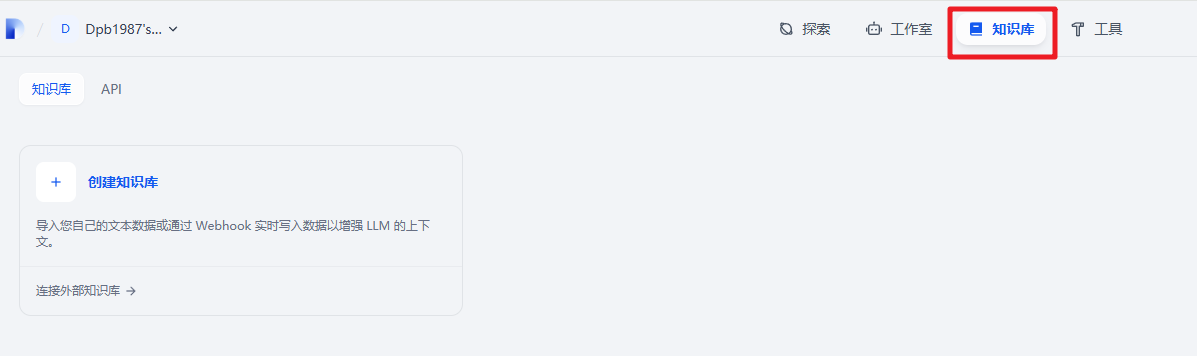 / D Dpb1987's... 探索 工作室 知识库 工具
知识库 API
+ 创建知识库
导入您自己的文本数据或通过 Webhook 实时写入数据以增强 LLM 的上下
文。
连接外部知识库 →